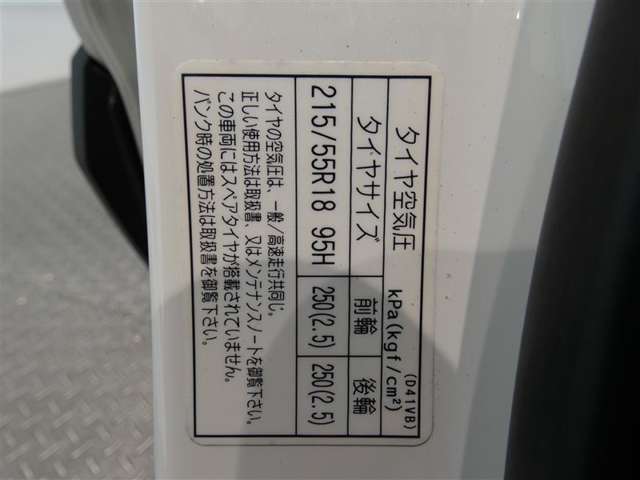 タイヤ空気圧 kPa(kgf/cm²) (D41VB)
タイヤサイズ 前輪 後輪
215/55R18 95H 250(2.5) 250(2.5)
タイヤの空気圧は、一般/高速走行共同じ。
正しい使用方法は取扱書、又はメンテナンスノートを御覧下さい。
この車両にはスペアタイヤが搭載されていません。
パンク時の処置方法は取扱書を御覧下さい。